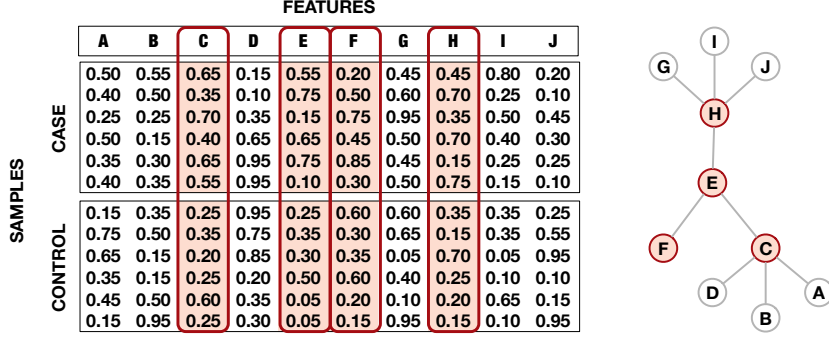 FEATURES
A B C D E F G H I J
SAMPLES
CASE
0.50 0.55 0.65 0.15 0.55 0.20 0.45 0.45 0.80 0.20
0.40 0.50 0.35 0.10 0.75 0.50 0.60 0.70 0.25 0.10
0.25 0.25 0.70 0.35 0.15 0.75 0.95 0.35 0.50 0.45
0.50 0.15 0.40 0.65 0.65 0.45 0.50 0.70 0.40 0.30
0.35 0.30 0.65 0.95 0.75 0.85 0.45 0.15 0.25 0.25
0.40 0.35 0.55 0.95 0.10 0.30 0.50 0.75 0.15 0.10
CONTROL
0.15 0.35 0.25 0.95 0.25 0.60 0.60 0.35 0.35 0.25
0.75 0.50 0.35 0.75 0.35 0.30 0.65 0.15 0.35 0.55
0.65 0.15 0.20 0.85 0.30 0.35 0.05 0.70 0.05 0.95
0.35 0.15 0.25 0.20 0.50 0.60 0.40 0.25 0.10 0.10
0.45 0.50 0.60 0.35 0.05 0.20 0.10 0.20 0.65 0.15
0.15 0.95 0.25 0.30 0.05 0.15 0.95 0.15 0.10 0.95
I
G J
H
E
F C
D A
B